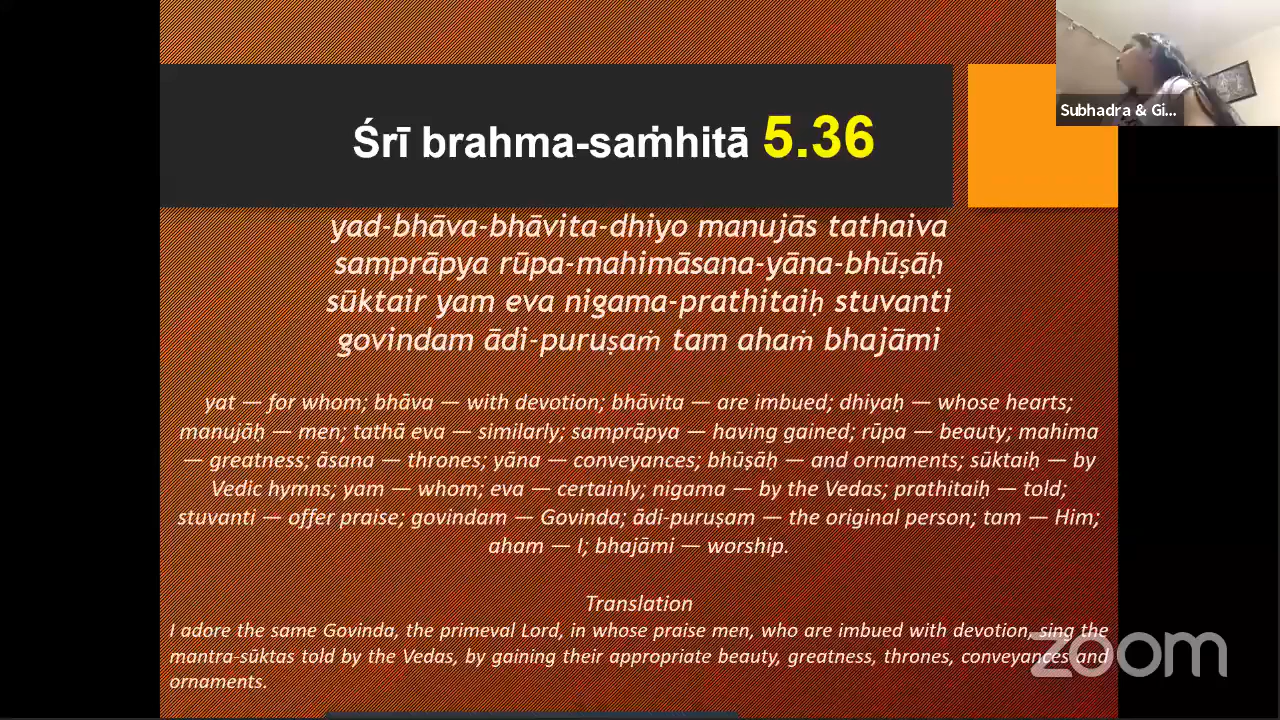 Subhadra & Gi...
Śrī brahma-saṁhitā 5.36
yad-bhāva-bhāvita-dhiyo manujās tathaiva
samprāpya rūpa-mahimāsana-yāna-bhūṣāḥ
sūktair yam eva nigama-prathitaiḥ stuvanti
govindam ādi-puruṣaṁ tam ahaṁ bhajāmi
yat — for whom; bhāva — with devotion; bhāvita — are imbued; dhiyaḥ — whose hearts;
manujāḥ — men; tathā eva — similarly; samprāpya — having gained; rūpa — beauty; mahima
— greatness; āsana — thrones; yāna — conveyances; bhūṣāḥ — and ornaments; sūktaiḥ — by
Vedic hymns; yam — whom; eva — certainly; nigama — by the Vedas; prathitaiḥ — told;
stuvanti — offer praise; govindam — Govinda; ādi-puruṣam — the original person; tam — Him;
aham — I; bhajāmi — worship.
Translation
I adore the same Govinda, the primeval Lord, in whose praise men, who are imbued with devotion, sing the
mantra-sūktas told by the Vedas, by gaining their appropriate beauty, greatness, thrones, conveyances and
ornaments.
zoom